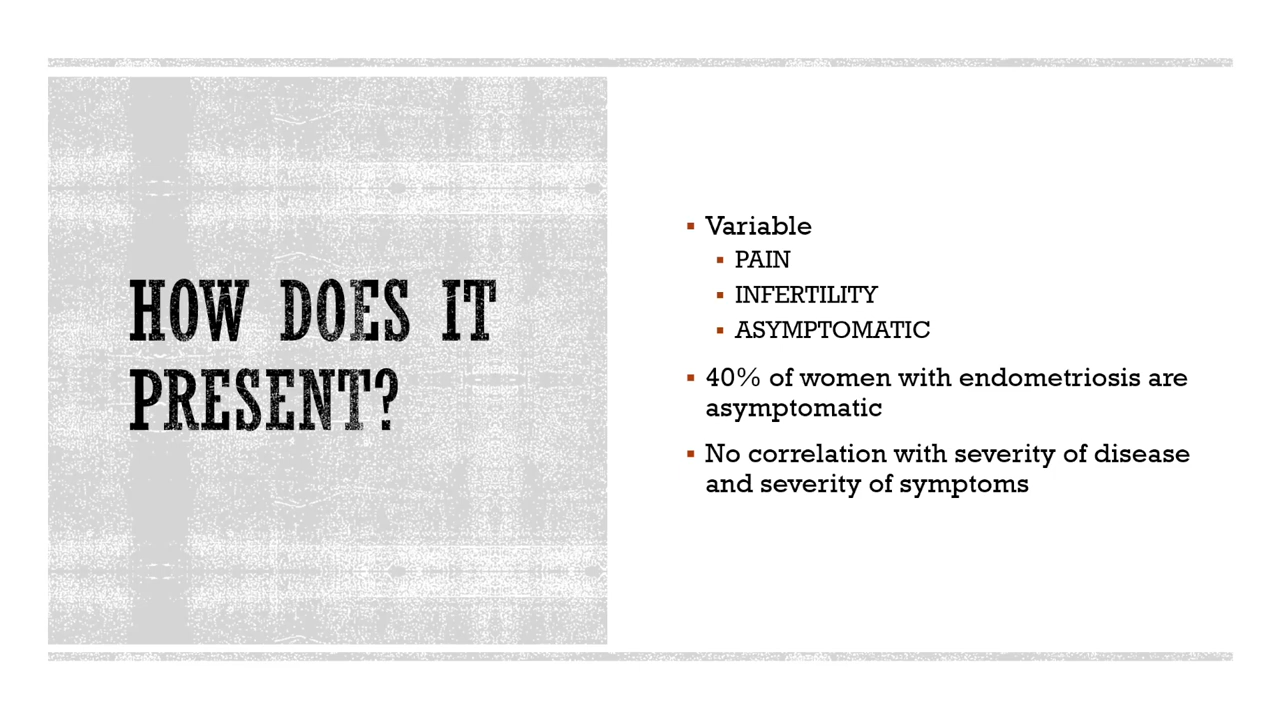 HOW DOES IT
PRESENT?
▪ Variable
▪ PAIN
▪ INFERTILITY
▪ ASYMPTOMATIC
▪ 40% of women with endometriosis are
asymptomatic
▪ No correlation with severity of disease
and severity of symptoms